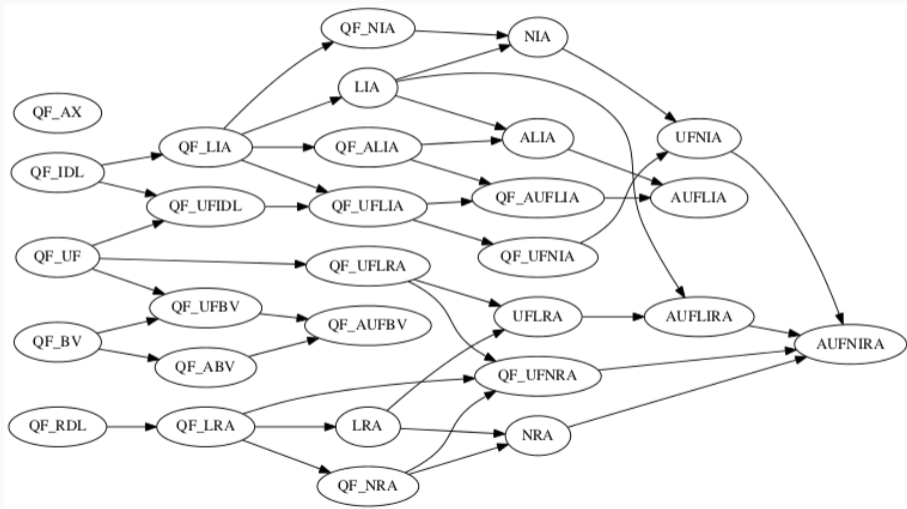 QF_NIA
NIA
LIA
QF_AX
QF_LIA
QF_ALIA
ALIA
UFNIA
QF_IDL
QF_UFIDL
QF_UFLIA
QF_AUFLIA
AUFLIA
QF_UF
QF_UFLRA
QF_UFNIA
QF_UFBV
QF_AUFBV
UFLRA
AUFLIRA
QF_BV
QF_ABV
QF_UFNRA
AUFNIRA
QF_RDL
QF_LRA
LRA
NRA
QF_NRA